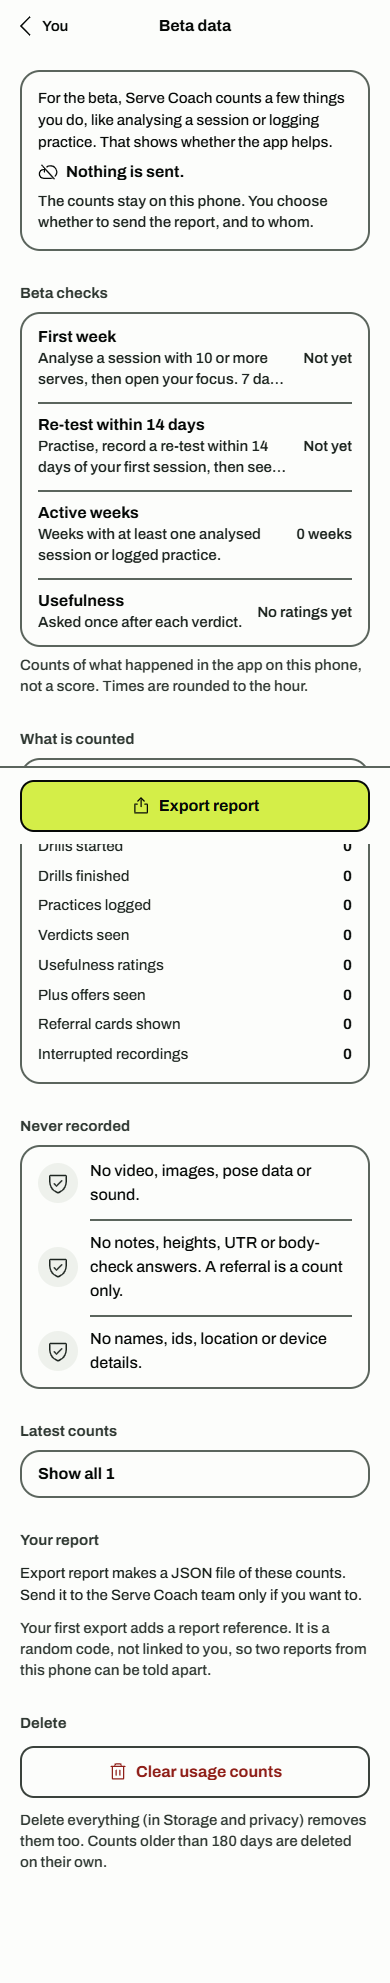 You
Beta data
For the beta, Serve Coach counts a few things
you do, like analysing a session or logging
practice. That shows whether the app helps.
Nothing is sent.
The counts stay on this phone. You choose
whether to send the report, and to whom.
Beta checks
First week
Analyse a session with 10 or more
serves, then open your focus. 7 da...
Not yet
Re-test within 14 days
Practise, record a re-test within 14
days of your first session, then see...
Not yet
Active weeks
Weeks with at least one analysed
session or logged practice.
0 weeks
Usefulness
Asked once after each verdict.
No ratings yet
Counts of what happened in the app on this phone,
not a score. Times are rounded to the hour.
What is counted
Export report
Drills started 0
Drills finished 0
Practices logged 0
Verdicts seen 0
Usefulness ratings 0
Plus offers seen 0
Referral cards shown 0
Interrupted recordings 0
Never recorded
No video, images, pose data or
sound.
No notes, heights, UTR or body-
check answers. A referral is a count
only.
No names, ids, location or device
details.
Latest counts
Show all 1
Your report
Export report makes a JSON file of these counts.
Send it to the Serve Coach team only if you want to.
Your first export adds a report reference. It is a
random code, not linked to you, so two reports from
this phone can be told apart.
Delete
Clear usage counts
Delete everything (in Storage and privacy) removes
them too. Counts older than 180 days are deleted
on their own.